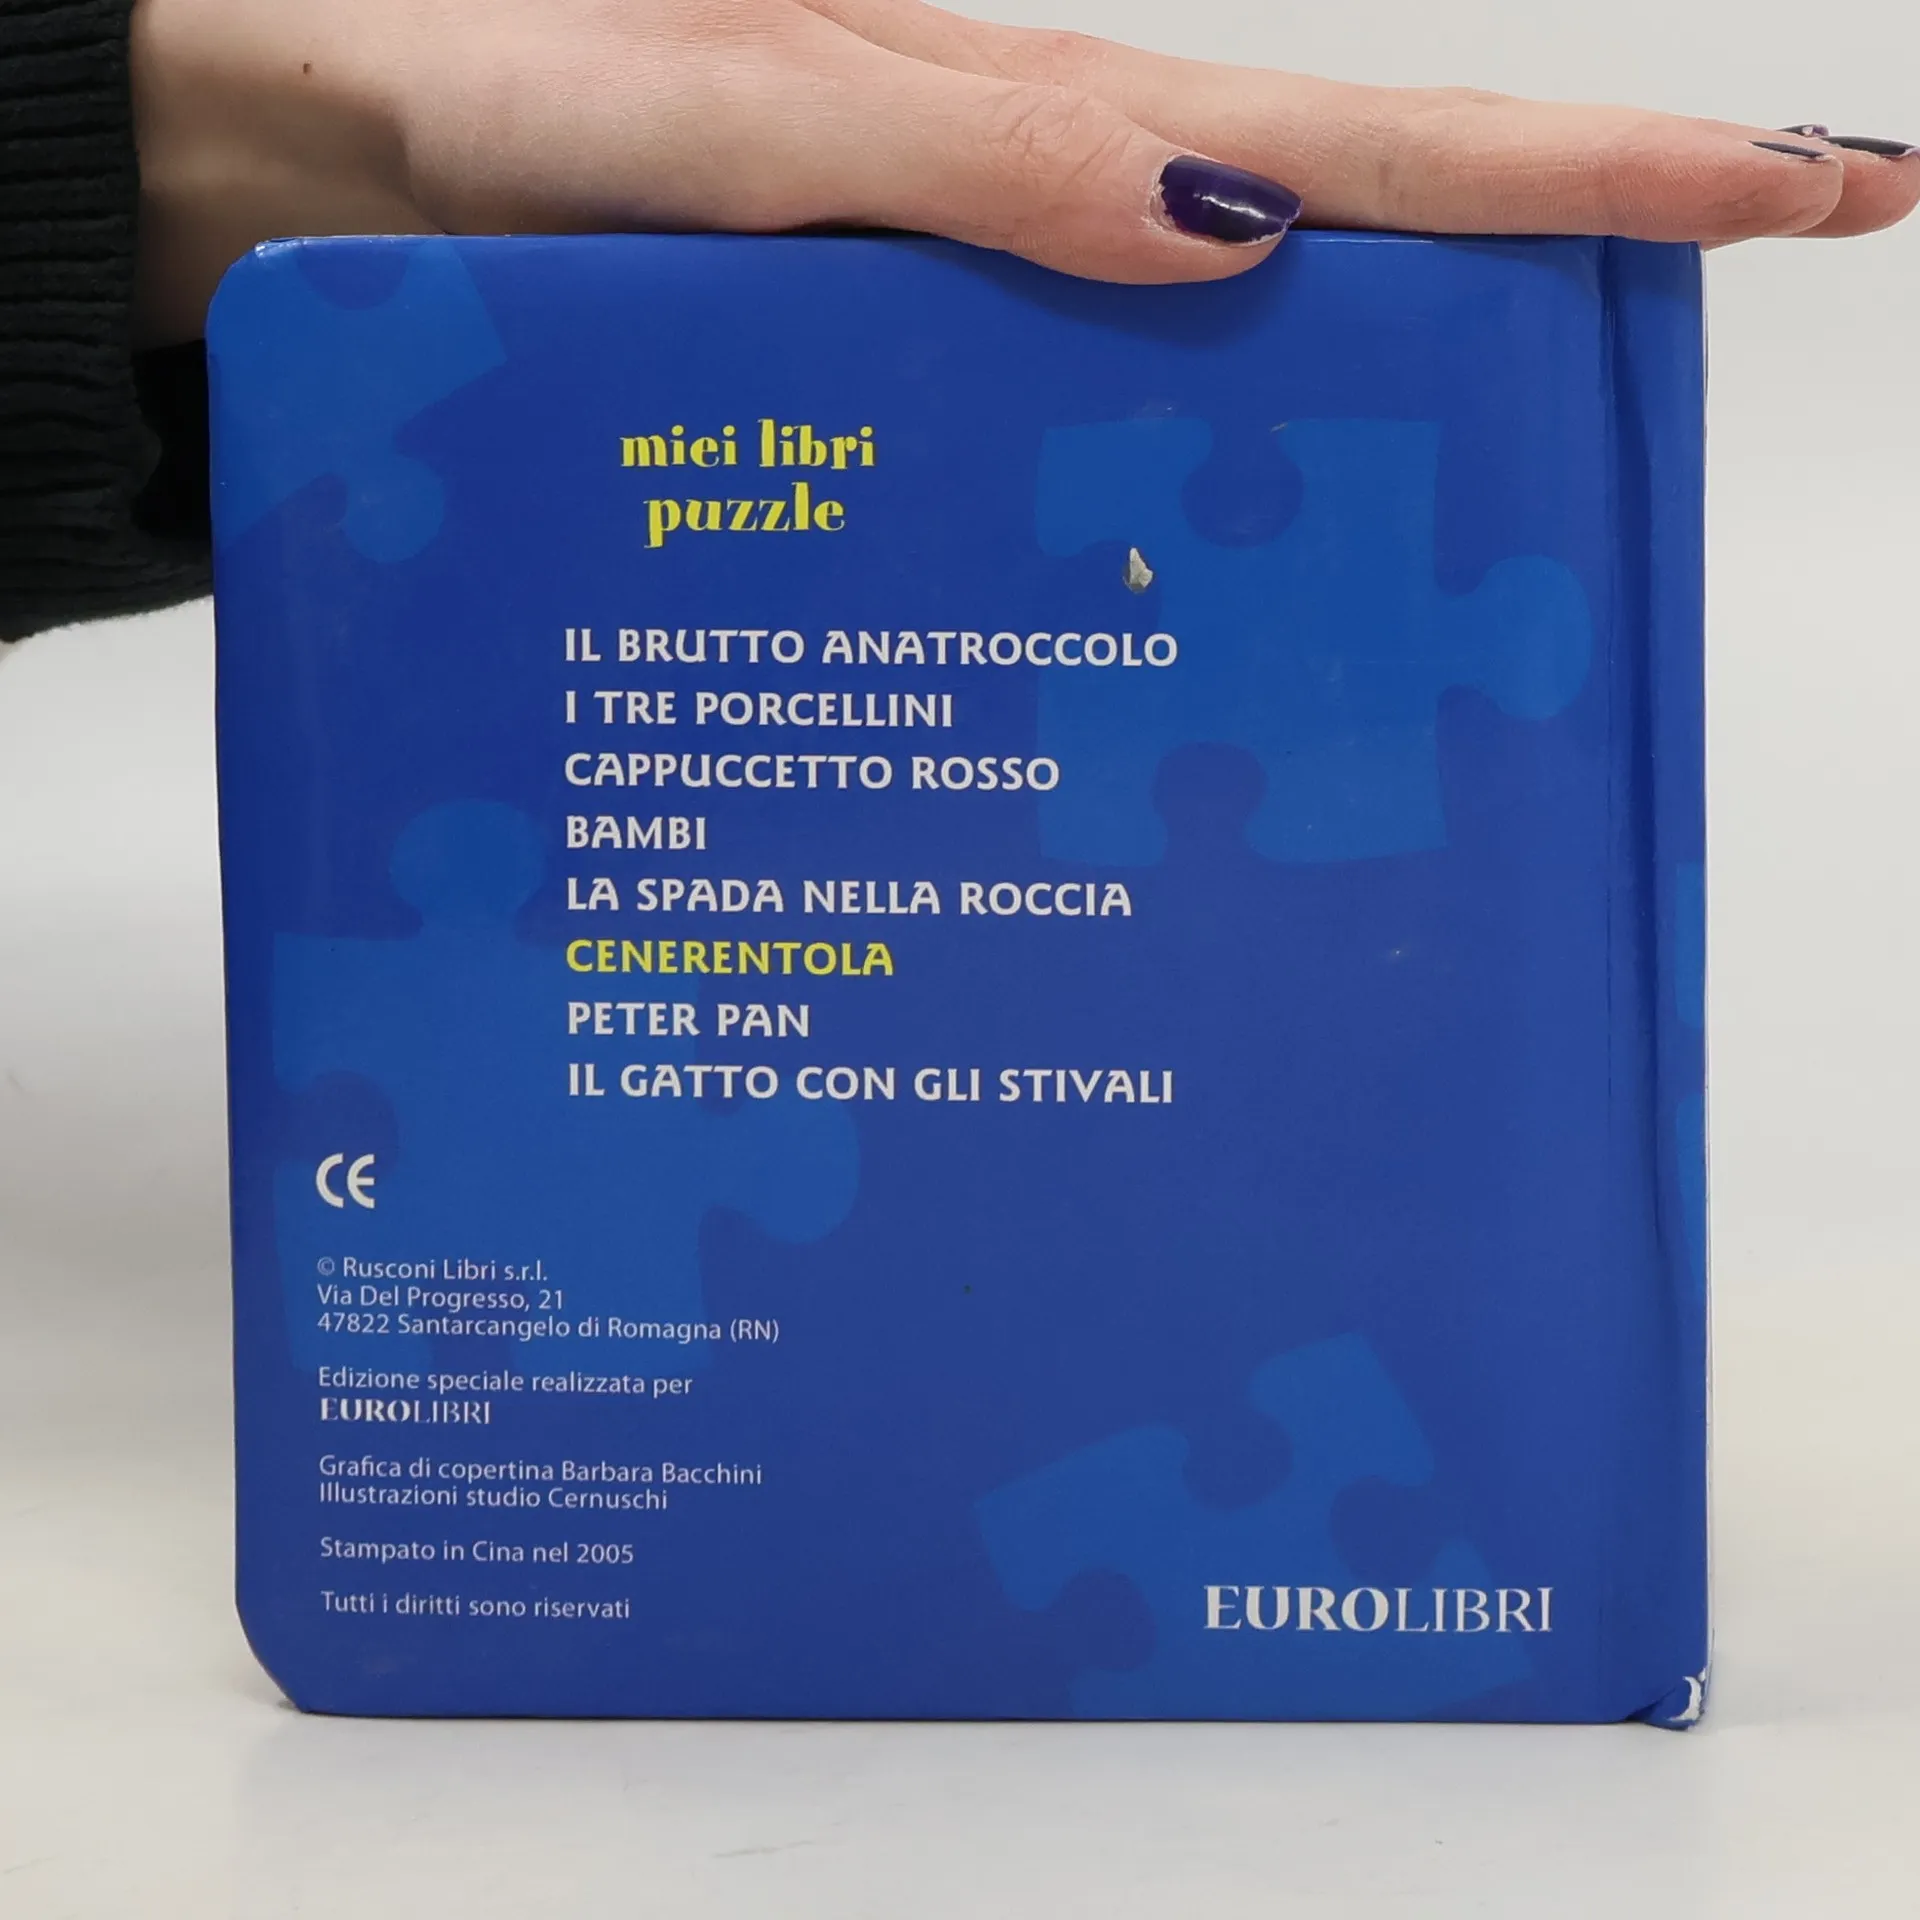 miei libri
puzzle
IL BRUTTO ANATROCCOLO
I TRE PORCELLINI
CAPPUCCETTO ROSSO
BAMBI
LA SPADA NELLA ROCCIA
CENERENTOLA
PETER PAN
IL GATTO CON GLI STIVALI
CE
© Rusconi Libri s.r.l.
Via Del Progresso, 21
47822 Santarcangelo di Romagna (RN)
Edizione speciale realizzata per
EUROLIBRI
Grafica di copertina Barbara Bacchini
Illustrazioni studio Cernuschi
Stampato in Cina nel 2005
Tutti i diritti sono riservati
EUROLIBRI